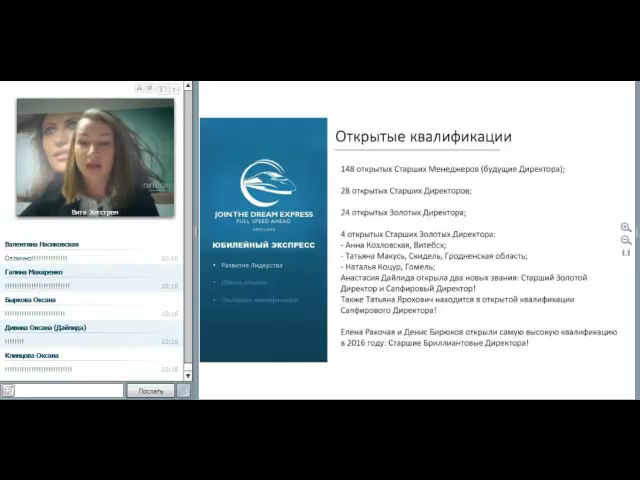 Вита Хегстрем
Валентина Насиковская
Отлично!!!!!!!!!!!!!!!
10:16
Галина Макаренко
10:16
Быркова Оксана
10:16
Дивина Оксана (Дайлида)
!!!!!!!
10:16
Клинцова Оксана
10:16
Послать
JOIN THE DREAM EXPRESS
FULL SPEED AHEAD
ORIFLAME
ЮБИЛЕЙНЫЙ ЭКСПРЕСС
• Развитие Лидерства
Открытые квалификации
148 открытых Старших Менеджеров (будущие Директора);
28 открытых Старших Директоров;
24 открытых Золотых Директора;
4 открытых Старших Золотых Директора:
- Анна Козловская, Витебск;
- Татьяна Макусь, Скидель, Гродненская область;
- Наталья Коцур, Гомель;
Анастасия Дайлида открыла два новых звания: Старший Золотой
Директор и Сапфировый Директор!
Также Татьяна Ярохович находится в открытой квалификации
Сапфирового Директора!
Елена Ракочая и Денис Бирюков открыли самую высокую квалификацию
в 2016 году: Старшие Бриллиантовые Директора!
1:1